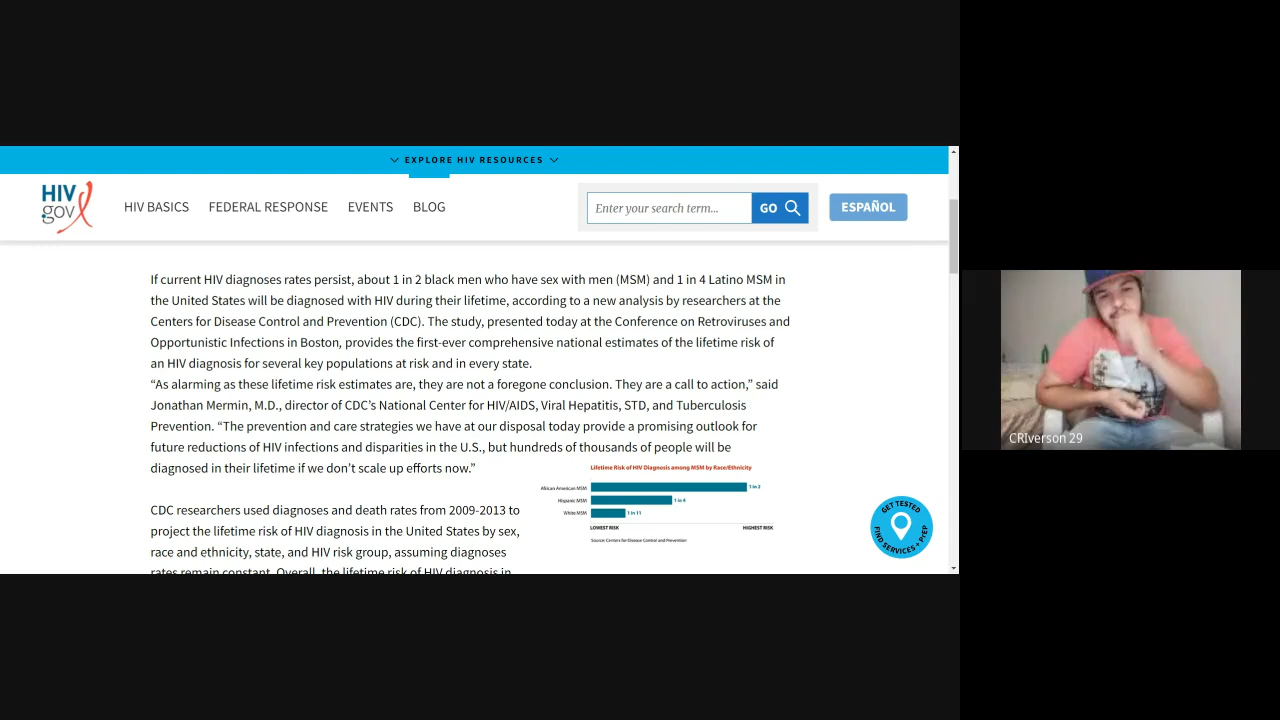 EXPLORE HIV RESOURCES
HIV
gov
HIV BASICS
FEDERAL RESPONSE
EVENTS
BLOG
Enter your search term...
GO
ESPAÑOL
If current HIV diagnoses rates persist, about 1 in 2 black men who have sex with men (MSM) and 1 in 4 Latino MSM in
the United States will be diagnosed with HIV during their lifetime, according to a new analysis by researchers at the
Centers for Disease Control and Prevention (CDC). The study, presented today at the Conference on Retroviruses and
Opportunistic Infections in Boston, provides the first-ever comprehensive national estimates of the lifetime risk of
an HIV diagnosis for several key populations at risk and in every state.
“As alarming as these lifetime risk estimates are, they are not a foregone conclusion. They are a call to action,” said
Jonathan Mermin, M.D., director of CDC’s National Center for HIV/AIDS, Viral Hepatitis, STD, and Tuberculosis
Prevention. “The prevention and care strategies we have at our disposal today provide a promising outlook for
future reductions of HIV infections and disparities in the U.S., but hundreds of thousands of people will be
diagnosed in their lifetime if we don’t scale up efforts now.”
CDC researchers used diagnoses and death rates from 2009-2013 to
project the lifetime risk of HIV diagnosis in the United States by sex,
race and ethnicity, state, and HIV risk group, assuming diagnoses
rates remain constant. Overall, the lifetime risk of HIV diagnosis in
Lifetime Risk of HIV Diagnosis among MSM by Race/Ethnicity
African American MSM 1 in 2
Hispanic MSM 1 in 4
White MSM 1 in 11
LOWEST RISK HIGHEST RISK
Source: Centers for Disease Control and Prevention
GET TESTED
FIND SERVICES + PrEP
CRIverson 29